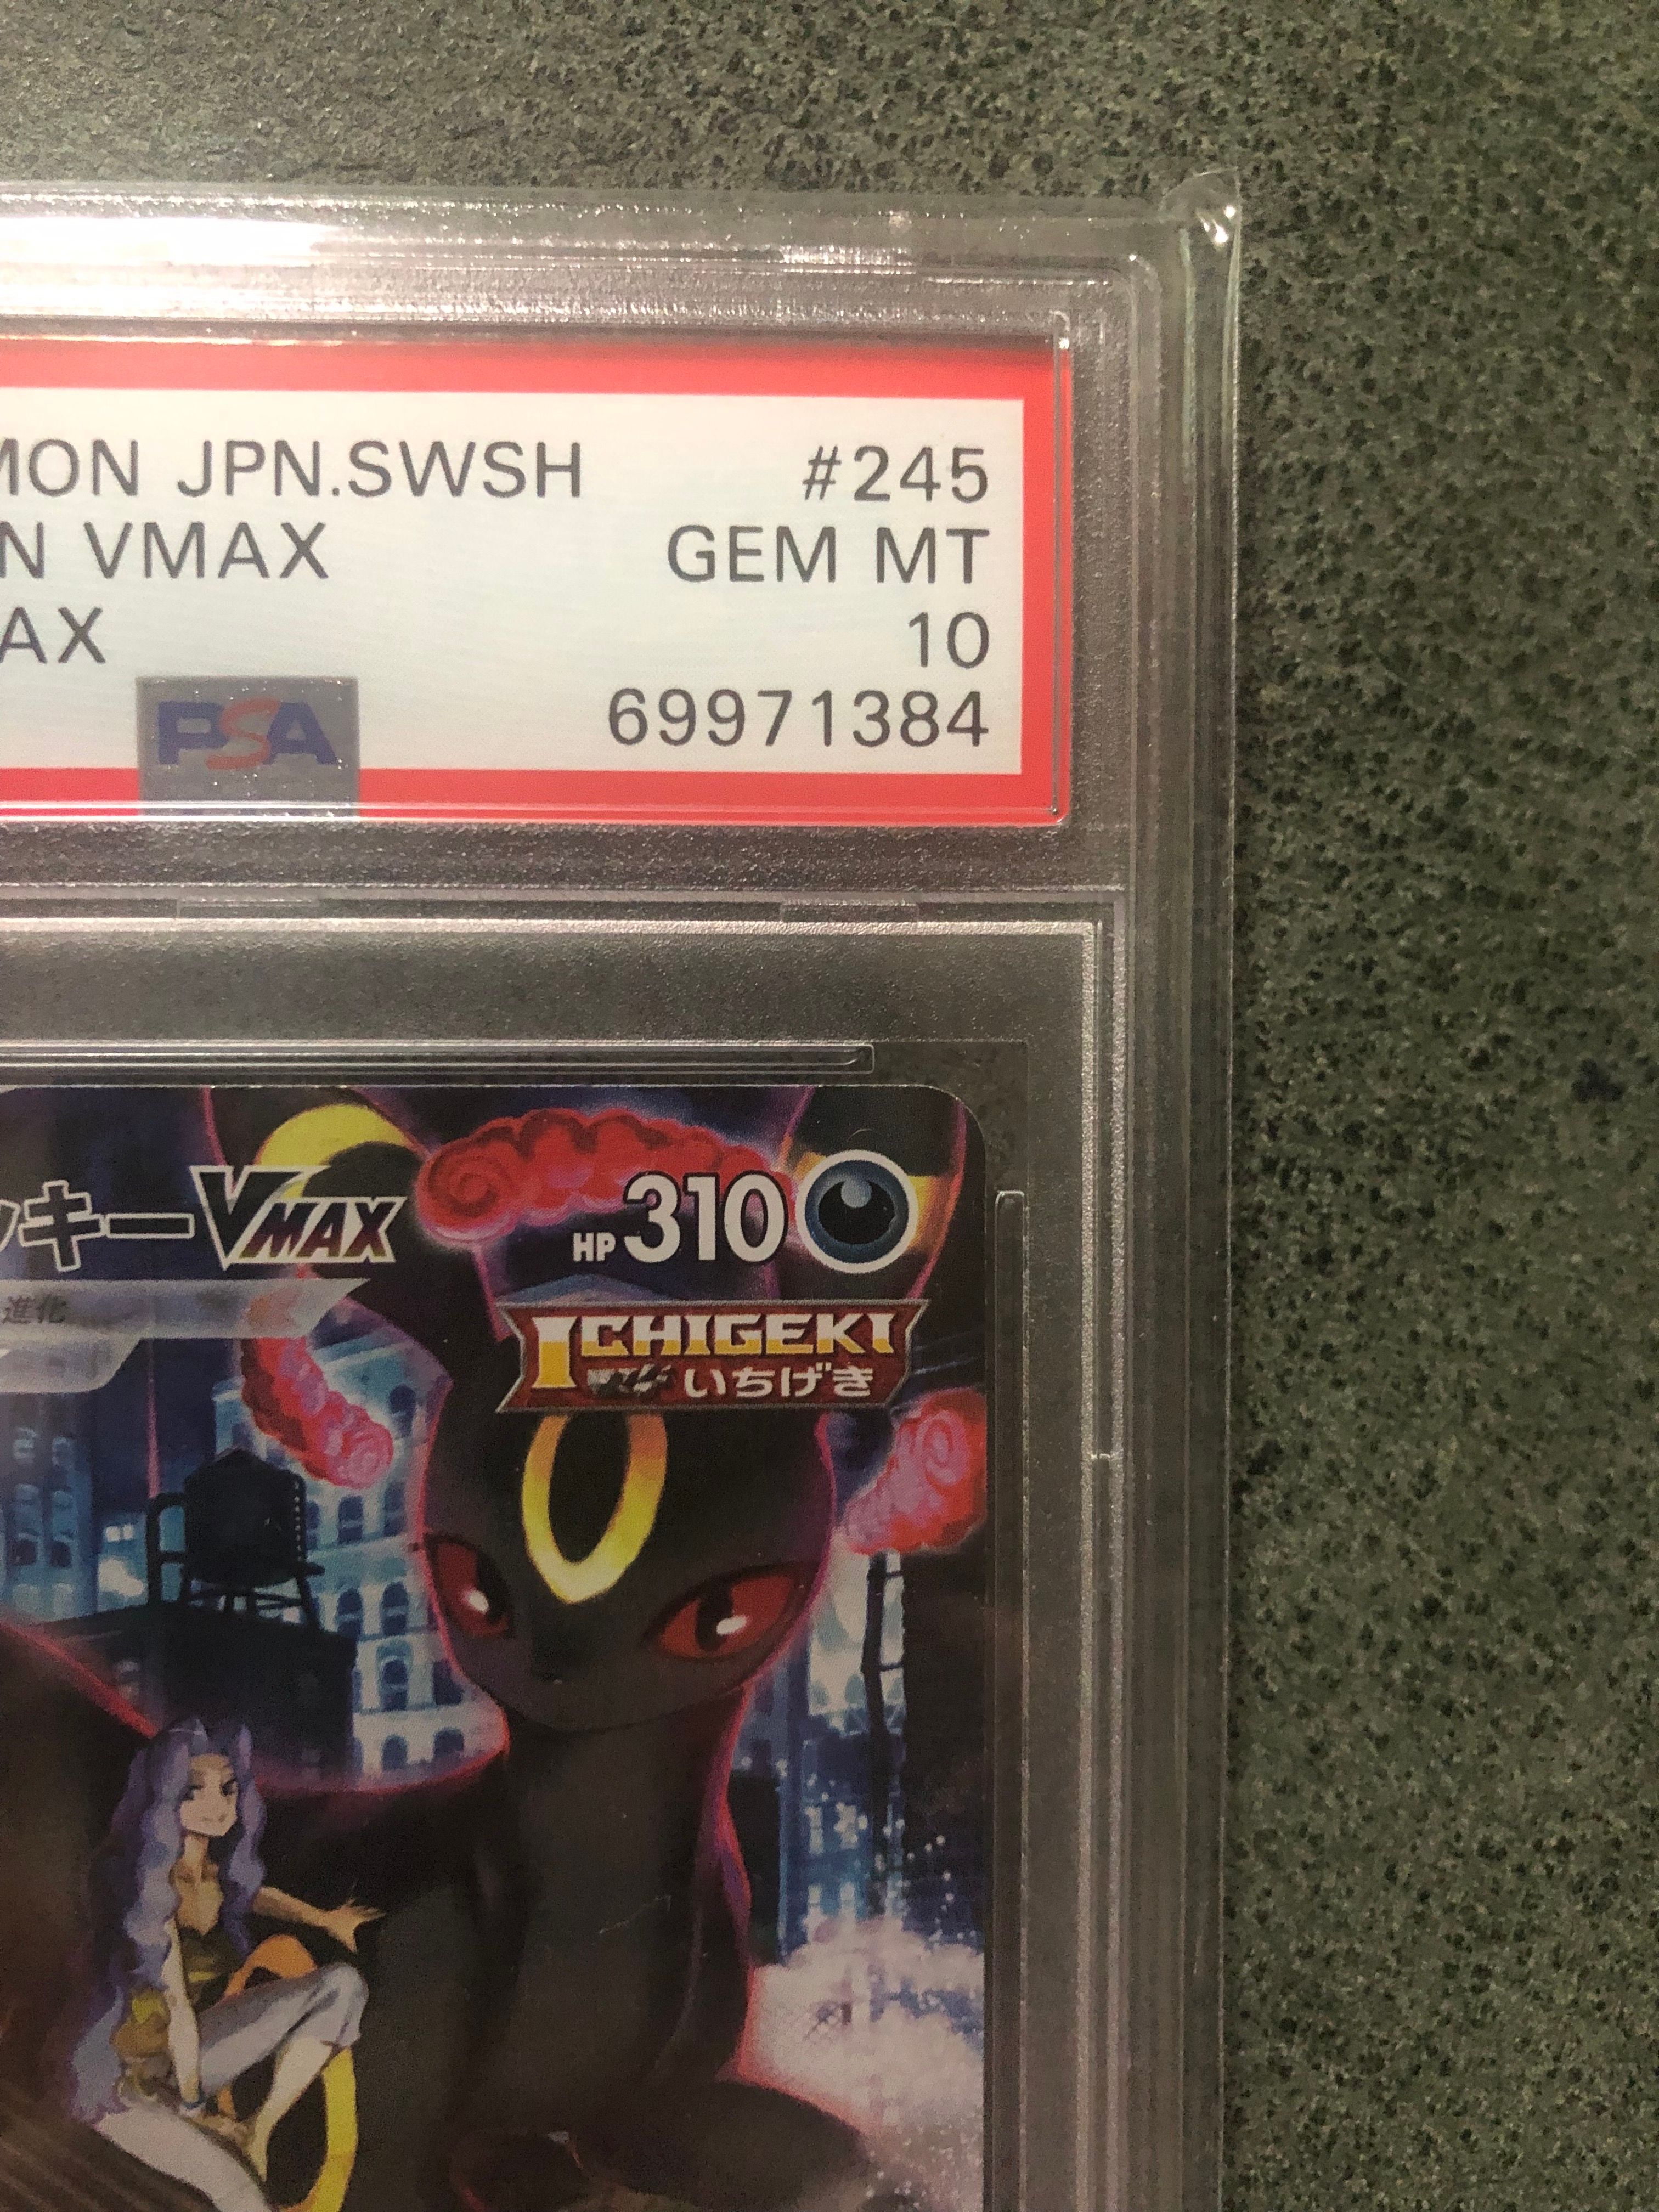 MON JPN.SWSH #245
N VMAX GEM MT
AX 10
PSA 69971384
ッキーVMAX HP 310
進化
ICHIGEKI
いちげき